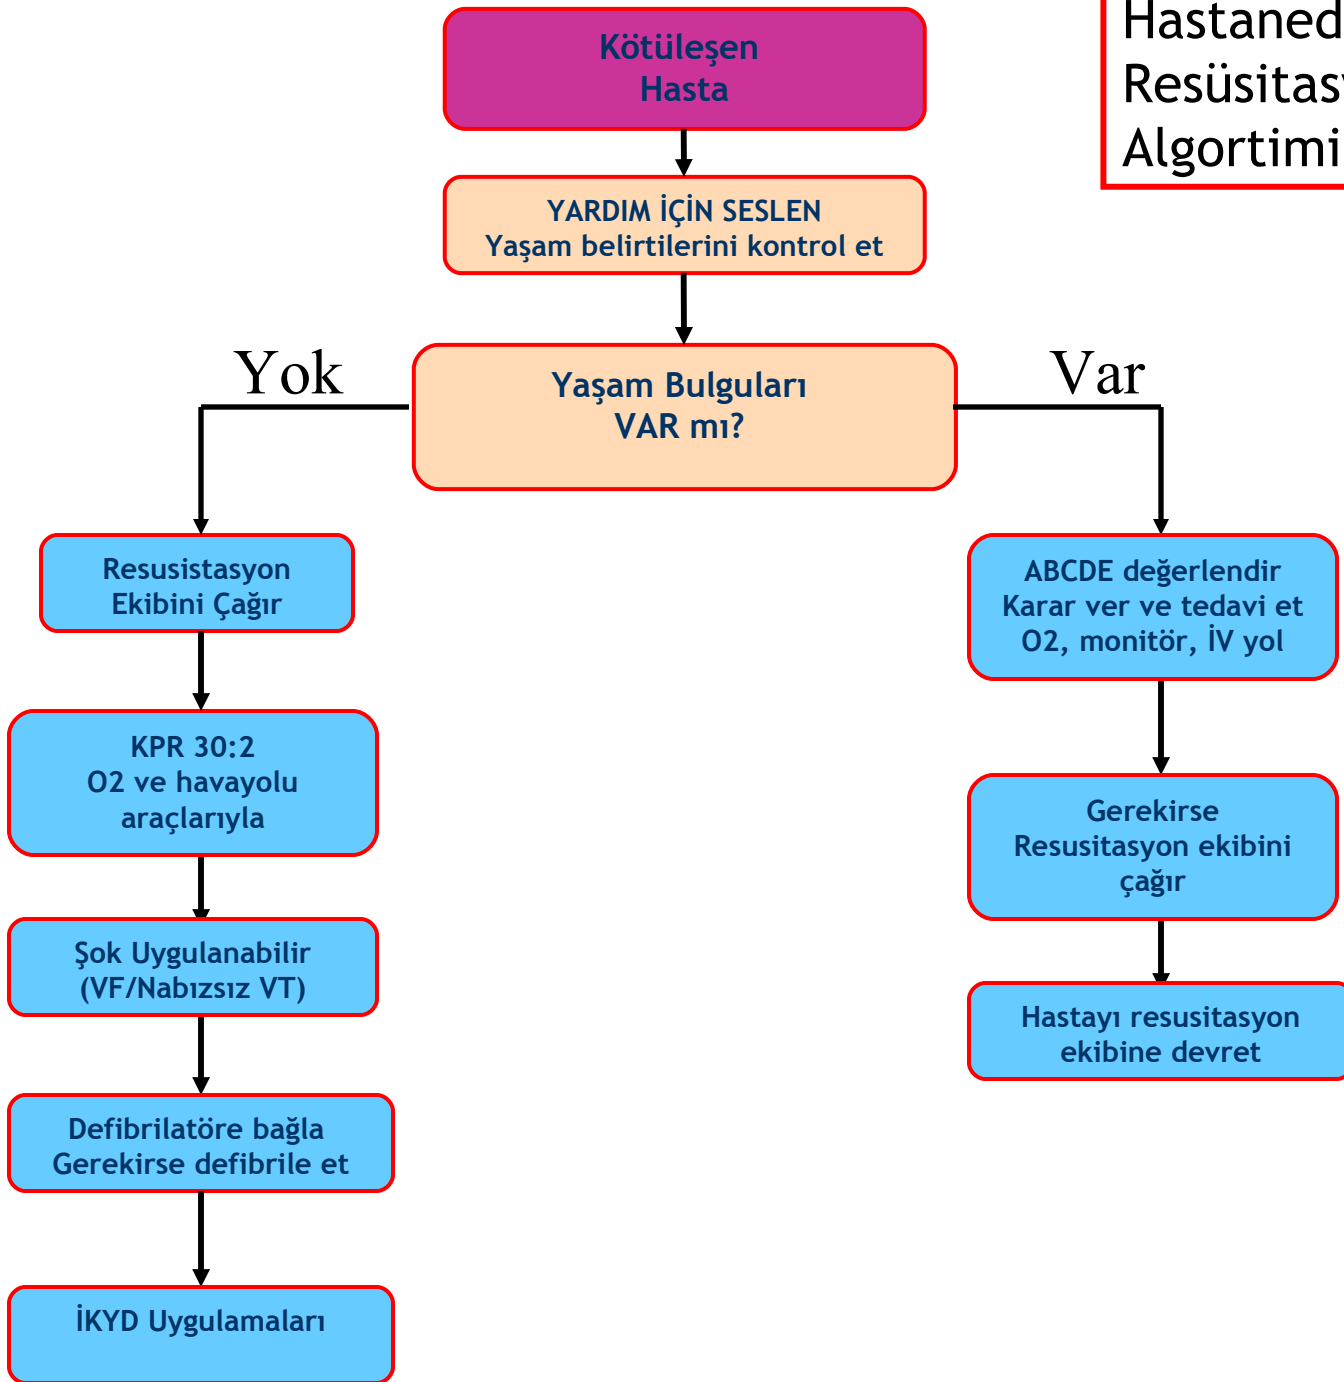 Kötüleşen
Hasta
Hastaned
Resüsitasy
Algortimi
YARDIM İÇİN SESLEN
Yaşam belirtilerini kontrol et
Yok
Yaşam Bulguları
VAR mı?
Var
Resusistasyon
Ekibini Çağır
KPR 30:2
O2 ve havayolu
araçlarıyla
Şok Uygulanabilir
(VF/Nabızsız VT)
Defibrilatöre bağla
Gerekirse defibrile et
İKYD Uygulamaları
ABCDE değerlendir
Karar ver ve tedavi et
O2, monitör, İV yol
Gerekirse
Resusitasyon ekibini
çağır
Hastayı resusitasyon
ekibine devret